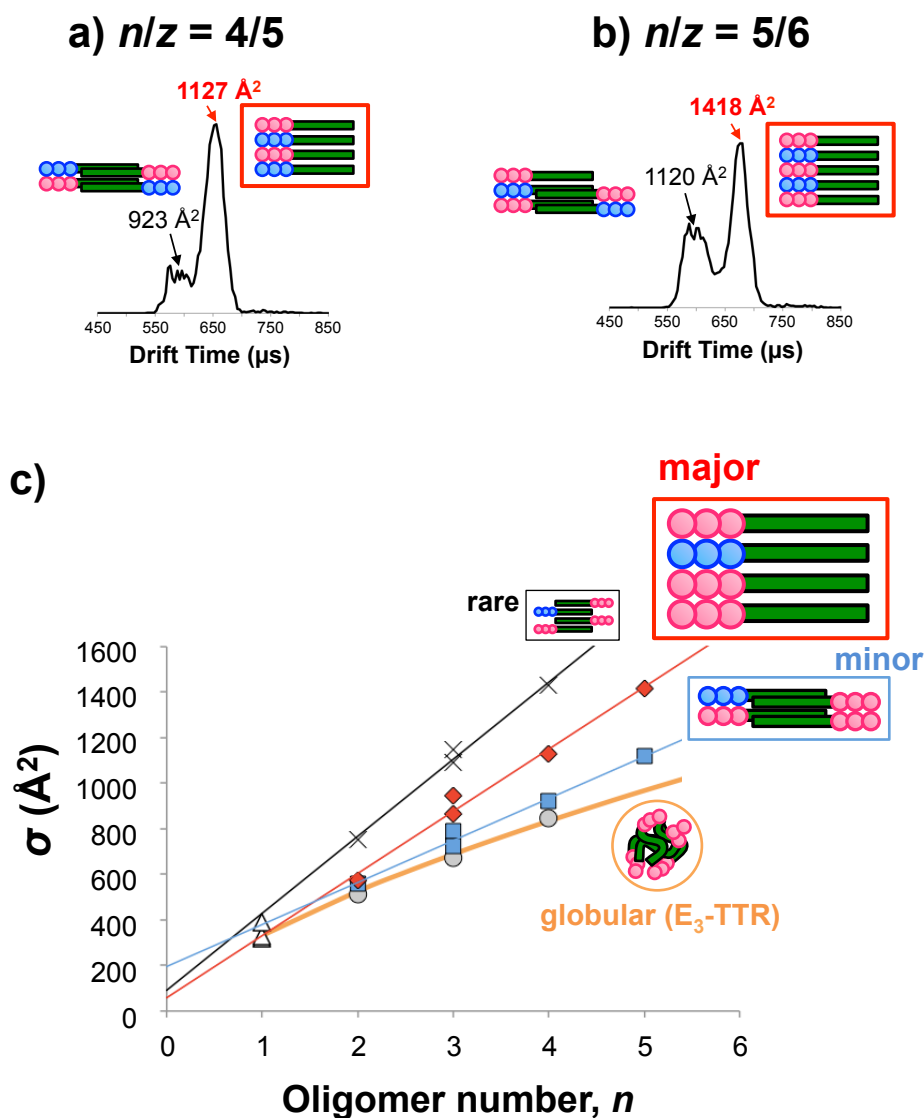 a) n/z = 4/5
b) n/z = 5/6
1127 Å²
923 Å²
450 550 650 750 850
Drift Time (µs)
1418 Å²
1120 Å²
450 550 650 750 850
Drift Time (µs)
c)
major
rare
minor
globular (E₃-TTR)
1600
1400
1200
1000
800
600
400
200
0
σ (Å²)
0 1 2 3 4 5 6
Oligomer number, n